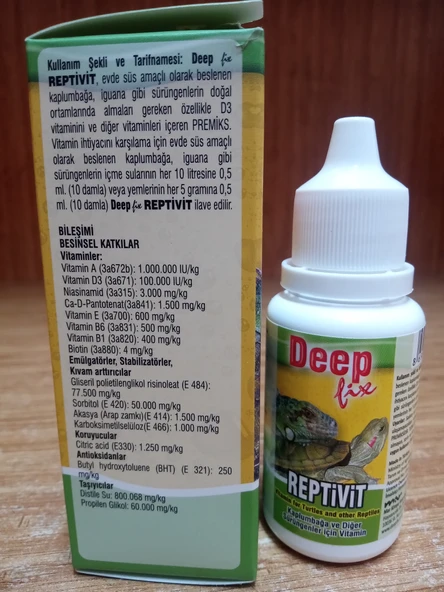 Kullanım Şekli ve Tarifnamesi: Deep fix
REPTİVİT, evde süs amaçlı olarak beslenen
kaplumbağa, iguana gibi sürüngenlerin doğal
ortamlarında almaları gereken özellikle D3
vitaminini ve diğer vitaminleri içeren PREMİKS.
Vitamin ihtiyacını karşılama için evde süs amaçlı
olarak beslenen kaplumbağa, iguana gibi
sürüngenlerin içme sularının her 10 litresine 0,5
ml. (10 damla) veya yemlerinin her 5 gramına 0,5
ml. (10 damla) Deep fix REPTİVİT ilave edilir.
BİLEŞİMİ
BESİNSEL KATKILAR
Vitaminler:
Vitamin A (3a672b): 1.000.000 IU/kg
Vitamin D3 (3a671): 100.000 IU/kg
Niasinamid (3a315): 3.000 mg/kg
Ca-D-Pantotenat(3a841): 1.500 mg/kg
Vitamin E (3a700): 600 mg/kg
Vitamin B6 (3a831): 500 mg/kg
Vitamin B1 (3a820): 400 mg/kg
Biotin (3a880): 4 mg/kg
Emülgatörler, Stabilizatörler,
Kıvam arttırıcılar
Gliseril polietilenglikol risinoleat (E 484):
77.500 mg/kg
Sorbitol (E 420): 50.000 mg/kg
Akasya (Arap zamkı)(E 414): 1.500 mg/kg
Karboksimetilselüloz(E 466): 1.000 mg/kg
Koruyucular
Citric acid (E330): 1.250 mg/kg
Antioksidanlar
Butyl hydroxytoluene (BHT) (E 321): 250
mg/kg
Taşıyıcılar
Distile Su: 800.068 mg/kg
Propilen Glikol: 60.000 mg/kg
Deep
fix
REPTİVİT
Vitamin for Turtles and other Reptiles
Kaplumbağa ve Diğer
Sürüngenler için Vitamin